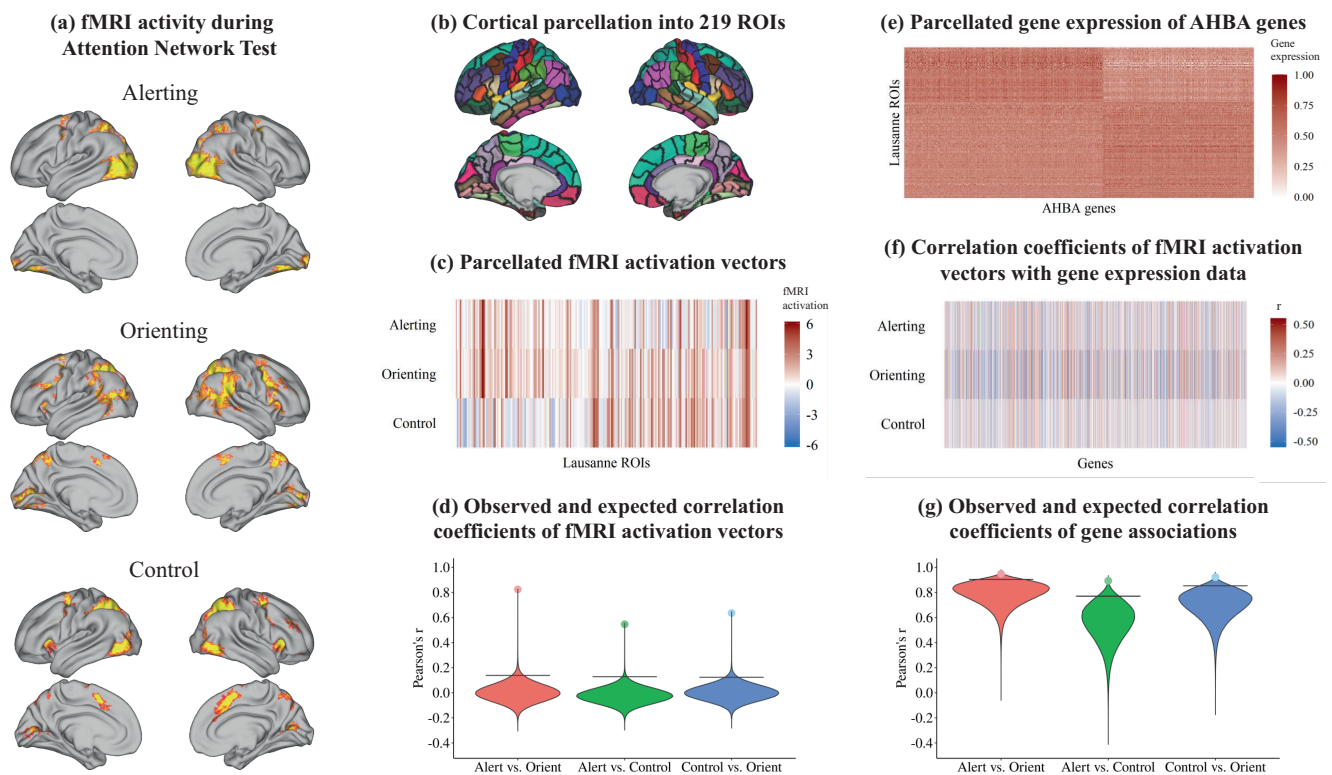 (a) fMRI activity during
Attention Network Test
Alerting
Orienting
Control
(b) Cortical parcellation into 219 ROIs
(c) Parcellated fMRI activation vectors
fMRI
activation
Alerting
Orienting
Control
6
3
0
-3
-6
Lausanne ROIs
(d) Observed and expected correlation
coefficients of fMRI activation vectors
Pearson's r
1.0
0.8
0.6
0.4
0.2
0.0
-0.2
-0.4
Alert vs. Orient
Alert vs. Control
Control vs. Orient
(e) Parcellated gene expression of AHBA genes
Gene
expression
1.00
0.75
0.50
0.25
0.00
Lausanne ROIs
AHBA genes
(f) Correlation coefficients of fMRI activation
vectors with gene expression data
r
Alerting
Orienting
Control
0.50
0.25
0.00
-0.25
-0.50
Genes
(g) Observed and expected correlation
coefficients of gene associations
Pearson's r
1.0
0.8
0.6
0.4
0.2
0.0
-0.2
-0.4
Alert vs. Orient
Alert vs. Control
Control vs. Orient